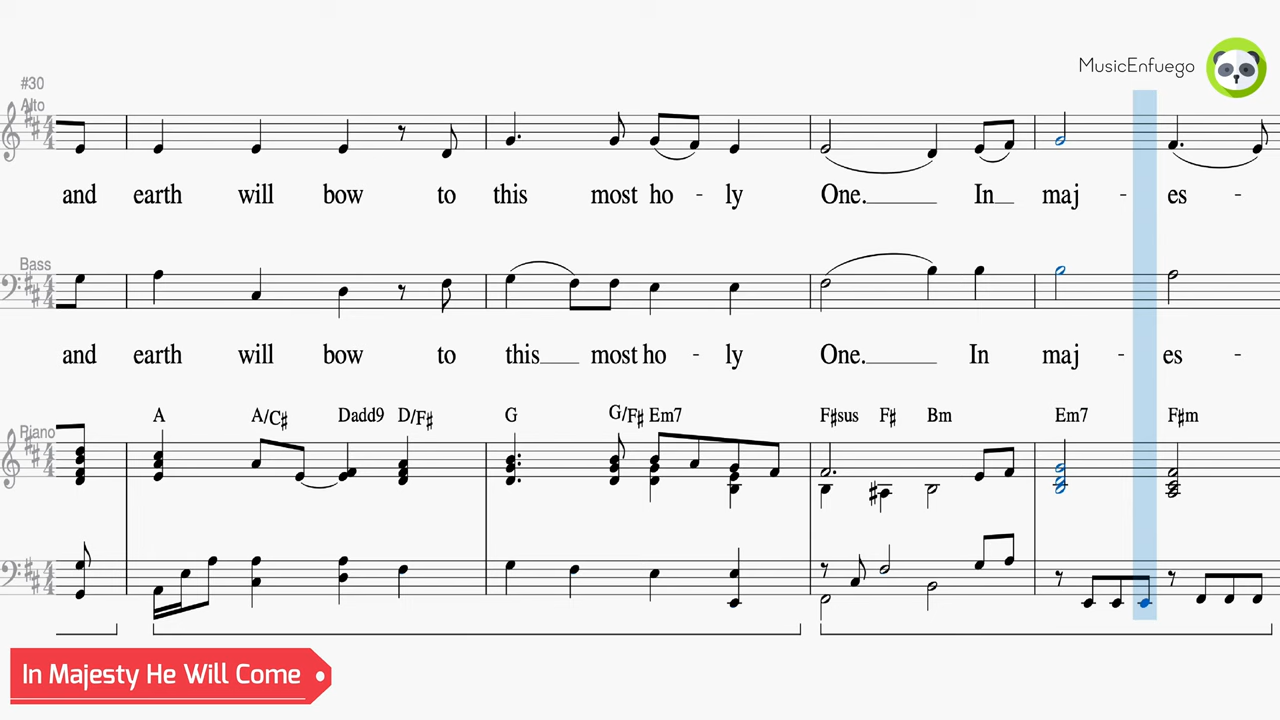 MusicEnfuego
#30
Alto
and earth will bow to this most ho - ly One. In maj - es -
Bass
and earth will bow to this most ho - ly One. In maj - es -
A A/C♯ Dadd9 D/F♯ G G/F♯ Em7 F♯sus F♯ Bm Em7 F♯m
Piano
In Majesty He Will Come